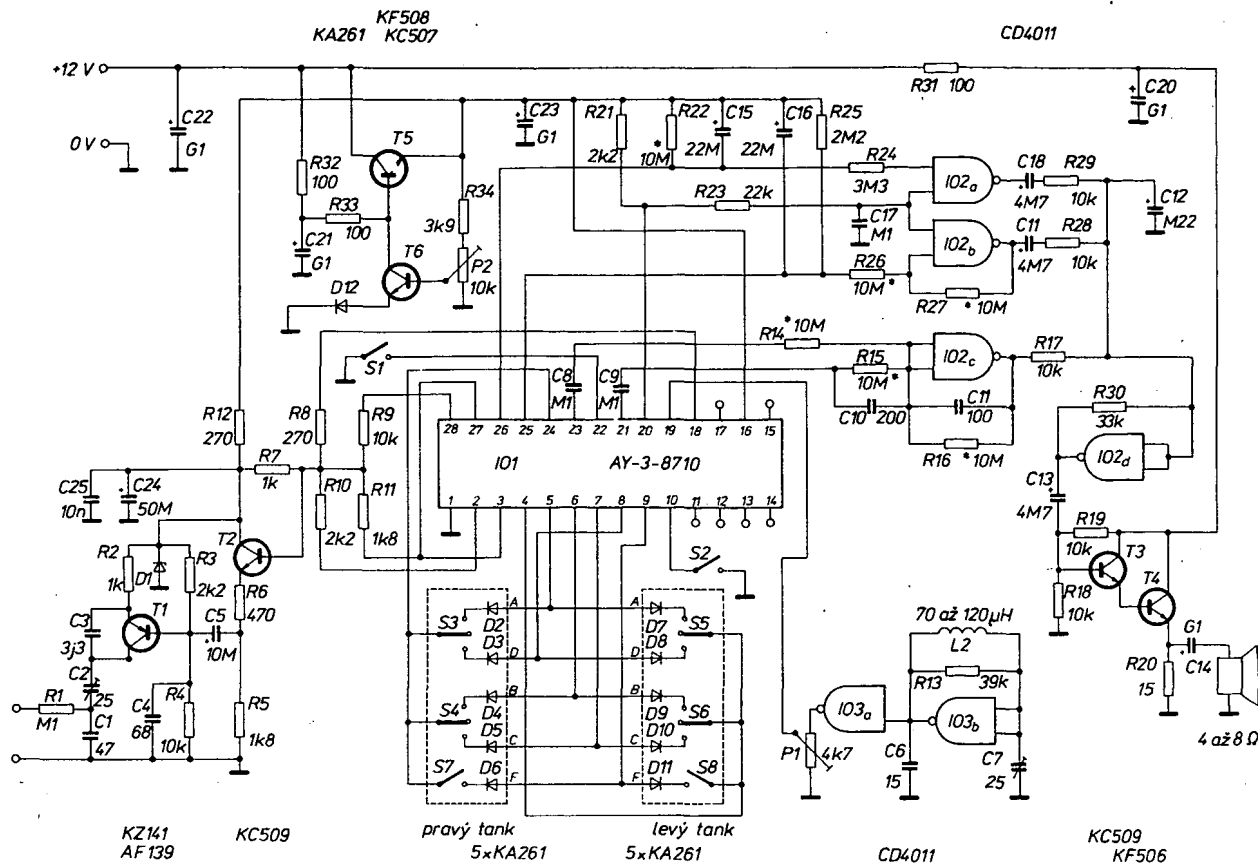 KF508
KA261 KC507
CD4011
+12 V
0 V
C22
G1
R32
100
R33
100
C21
G1
T5
T6
D12
R34
3k9
P2
10k
C23
G1
R21
2k2
R22
*
10M
C15
22M
C16
22M
R25
2M2
R31 100
C20
G1
R24
3M3
R23 22k
C17
M1
IO2a
IO2b
C18
4M7
R29
10k
C11
4M7
R28
10k
C12
M22
R26
10M *
R27 * 10M
R14 * 10M
R15
10M *
C10 200
IO2c
C11
100
R16 * 10M
R17
10k
R30
33k
IO2d
C13
4M7
R19
10k
R18
10k
T3
T4
R20
15
G1
C14
4 až 8 Ω
S1
C8
M1
C9
M1
R12
270
R8
270
R9
10k
R7
1k
R10
2k2
R11
1k8
28 27 26 25 24 23 22 21 20 19 18 17 16 15
IO1 AY-3-8710
1 2 3 4 5 6 7 8 9 10 11 12 13 14
C25
10n
C24
50M
T2
R2
1k
D1
R3
2k2
R6
470
T1
C3
3j3
C5
10M
C2
25
R1
M1
C1
47
C4
68
R4
10k
R5
1k8
S2
S3
D2
D3
A
D
A
D
D7
D8
S5
S4
D4
D5
B
C
B
C
D9
D10
S6
S7
D6
F
F
D11
S8
pravý tank
5xKA261
levý tank
5xKA261
70 až 120µH
L2
R13 39k
IO3a
IO3b
P1
4k7
C6
15
C7
25
KZ141
AF139
KC509
CD4011
KC509
KF506